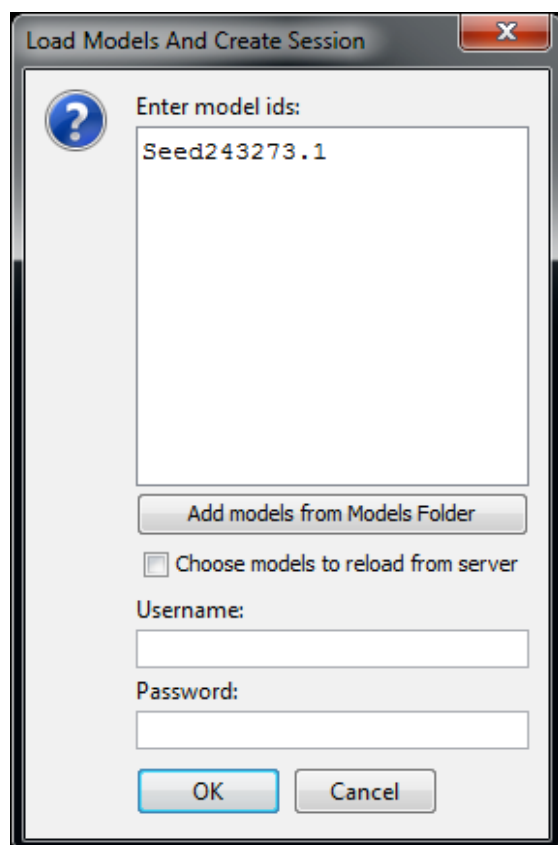 Load Models And Create Session
Enter model ids:
Seed243273.1
Add models from Models Folder
Choose models to reload from server
Username:
Password:
OK
Cancel